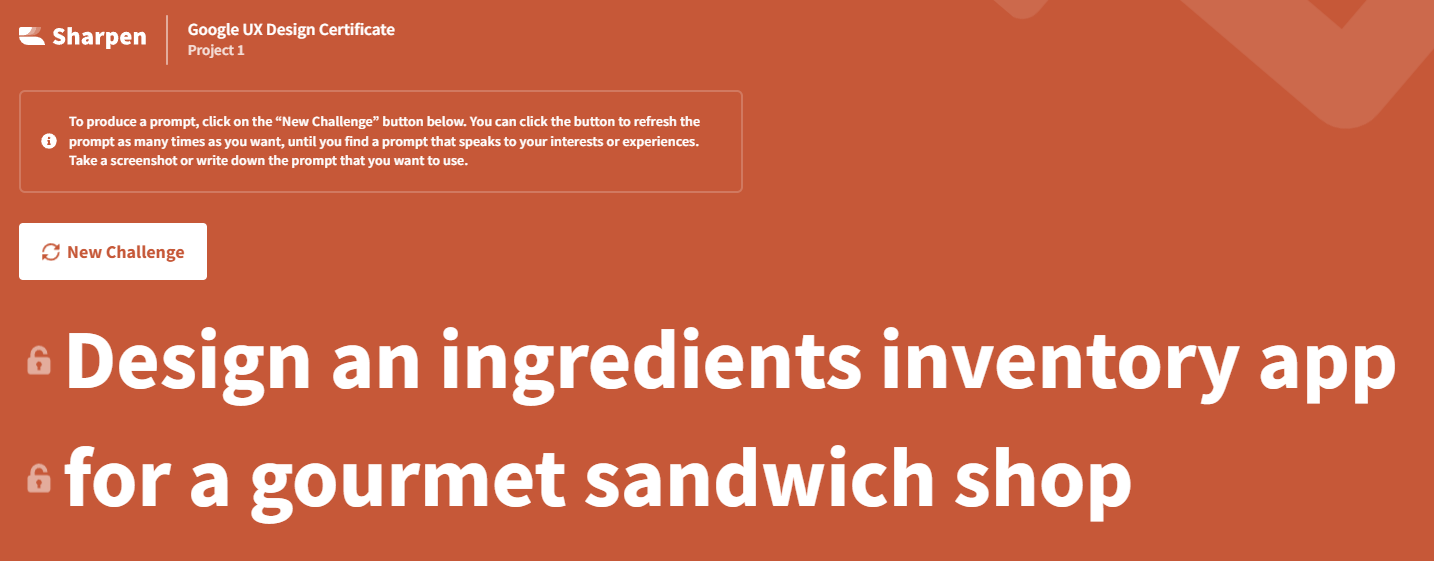 Sharpen
Google UX Design Certificate
Project 1
To produce a prompt, click on the “New Challenge” button below. You can click the button to refresh the
prompt as many times as you want, until you find a prompt that speaks to your interests or experiences.
Take a screenshot or write down the prompt that you want to use.
New Challenge
Design an ingredients inventory app
for a gourmet sandwich shop